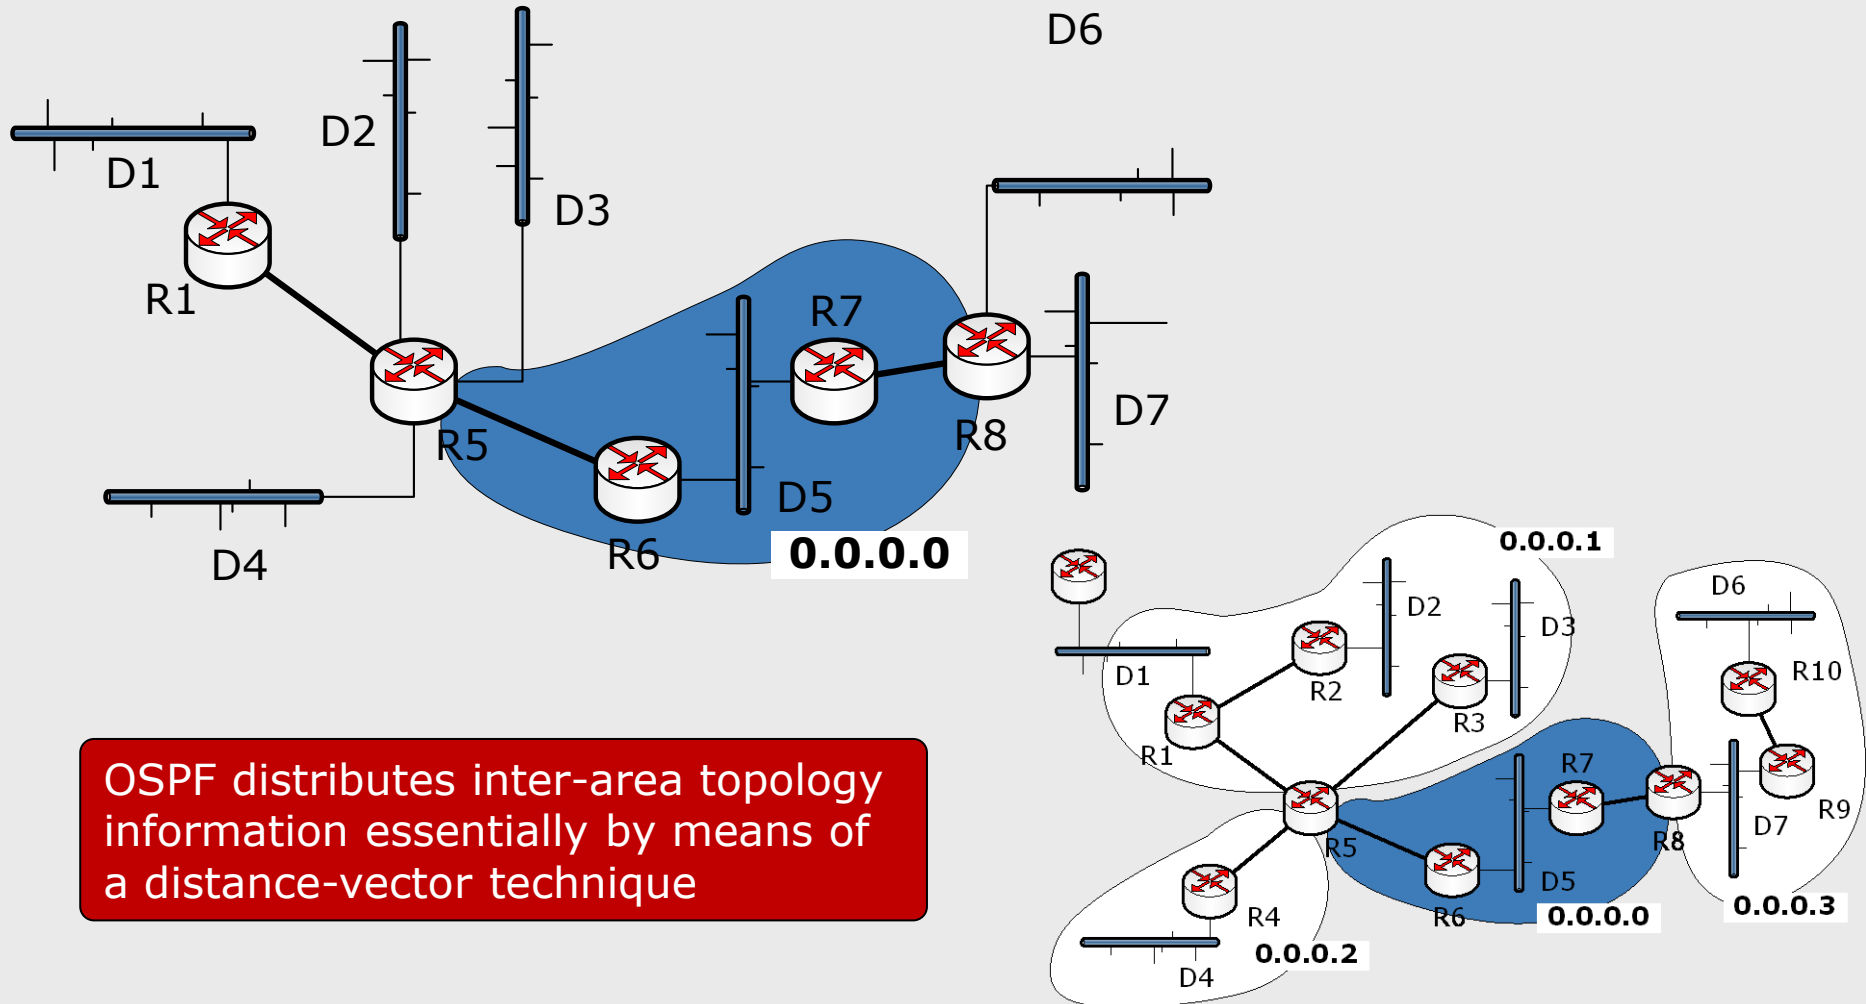 D6
D2
D1
D3
R1
R7
D7
R5
R8
D5
R6
0.0.0.0
D4
0.0.0.1
D6
D2
D3
D1
R2
R10
R3
R1
R7
R9
D7
R8
R5
D5
R6
0.0.0.0
0.0.0.3
R4
0.0.0.2
D4
OSPF distributes inter-area topology
information essentially by means of
a distance-vector technique